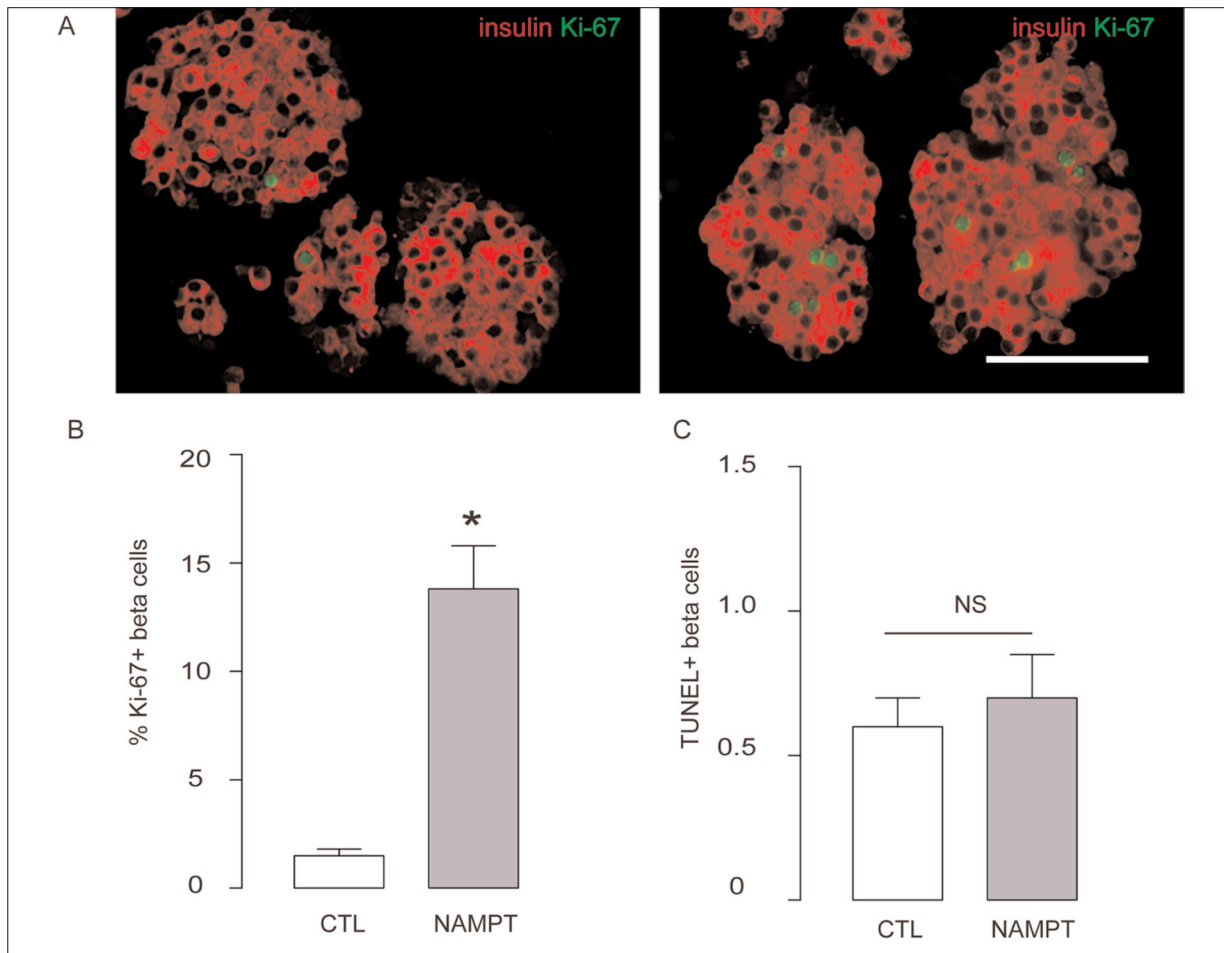 A
insulin Ki-67
insulin Ki-67
B
% Ki-67+ beta cells
20
15
10
5
0
*
CTL
NAMPT
C
TUNEL+ beta cells
1.5
1.0
0.5
0
NS
CTL
NAMPT